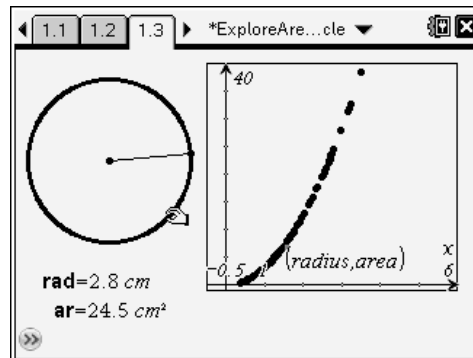 1.1 1.2 1.3 *ExploreAre...cle
40
(radius,area)
x
-0.5 1 6
rad=2.8 cm
ar=24.5 cm²